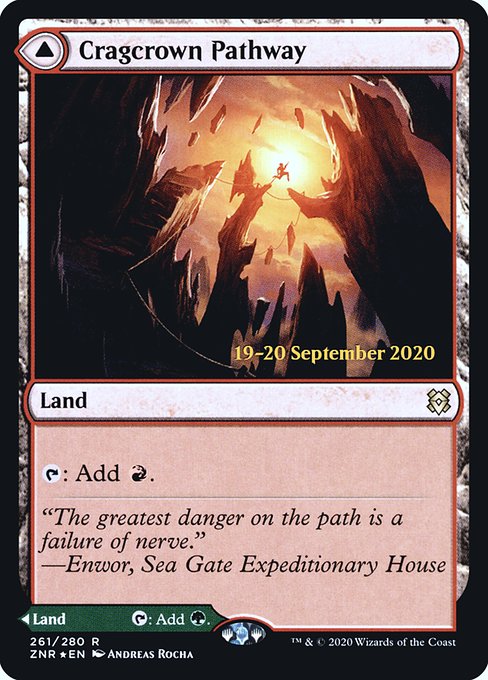 Cragcrown Pathway
19–20 September 2020
Land
: Add .
“The greatest danger on the path is a
failure of nerve.”
—Enwor, Sea Gate Expeditionary House
Land : Add .
261/280 R
ZNR ★ EN Andreas Rocha
™ & © 2020 Wizards of the Coast